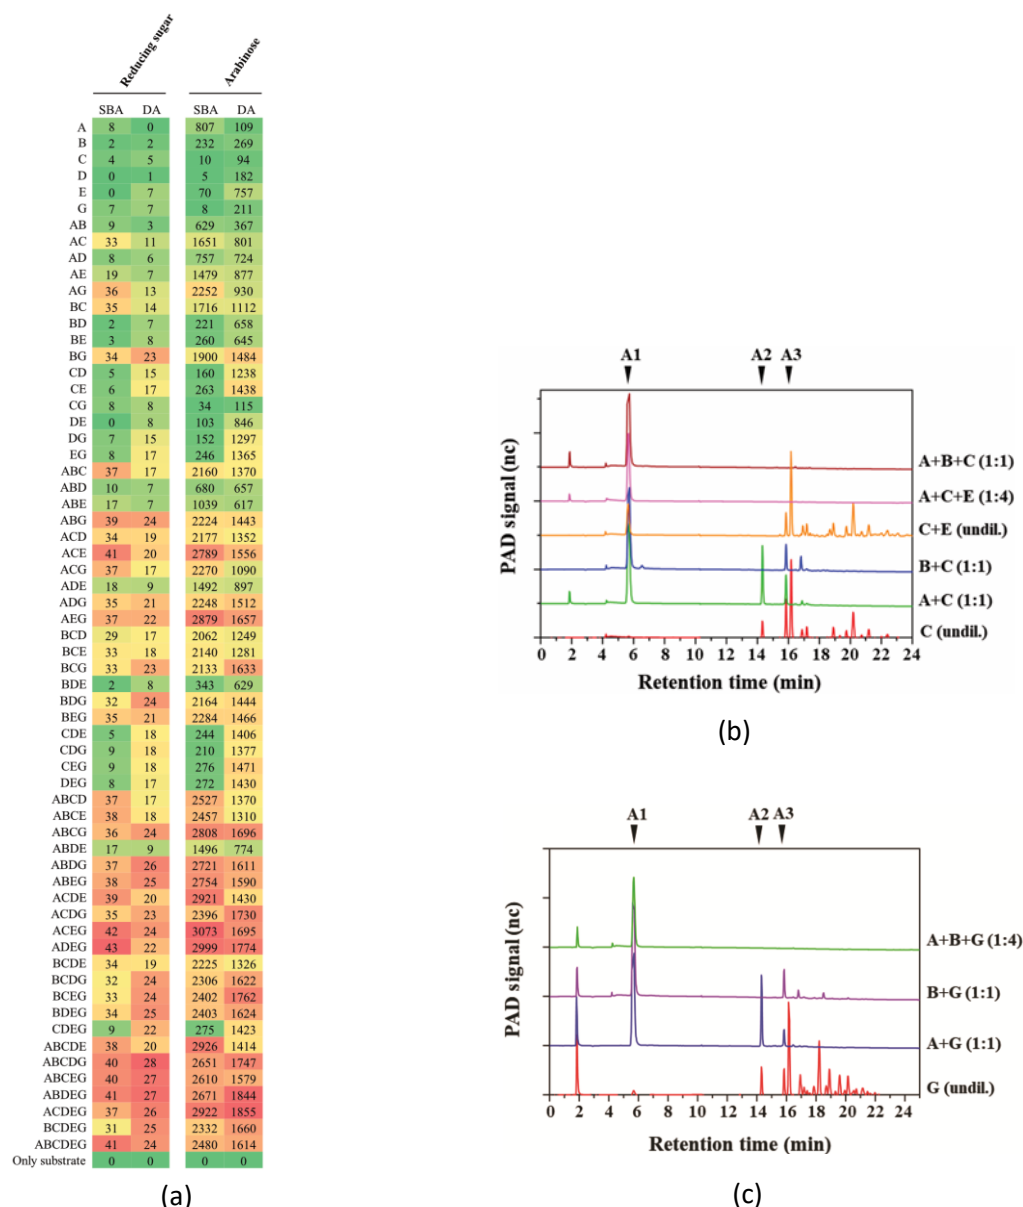 Reducing sugar
Arabinose
SBA DA SBA DA
A 8 0 807 109
B 2 2 232 269
C 4 5 10 94
D 0 1 5 182
E 0 7 70 757
G 7 7 8 211
AB 9 3 629 367
AC 33 11 1651 801
AD 8 6 757 724
AE 19 7 1479 877
AG 36 13 2252 930
BC 35 14 1716 1112
BD 2 7 221 658
BE 3 8 260 645
BG 34 23 1900 1484
CD 5 15 160 1238
CE 6 17 263 1438
CG 8 8 34 115
DE 0 8 103 846
DG 7 15 152 1297
EG 8 17 246 1365
ABC 37 17 2160 1370
ABD 10 7 680 657
ABE 17 7 1039 617
ABG 39 24 2224 1443
ACD 34 19 2177 1352
ACE 41 20 2789 1556
ACG 37 17 2270 1090
ADE 18 9 1492 897
ADG 35 21 2248 1512
AEG 37 22 2879 1657
BCD 29 17 2062 1249
BCE 33 18 2140 1281
BCG 33 23 2133 1633
BDE 2 8 343 629
BDG 32 24 2164 1444
BEG 35 21 2284 1466
CDE 5 18 244 1406
CDG 9 18 210 1377
CEG 9 18 276 1471
DEG 8 17 272 1430
ABCD 37 17 2527 1370
ABCE 38 18 2457 1310
ABCG 36 24 2808 1696
ABDE 17 9 1496 774
ABDG 37 26 2721 1611
ABEG 38 25 2754 1590
ACDE 39 20 2921 1430
ACDG 35 23 2396 1730
ACEG 42 24 3073 1695
ADEG 43 22 2999 1774
BCDE 34 19 2225 1326
BCDG 32 24 2306 1622
BCEG 33 24 2402 1762
BDEG 34 25 2403 1624
CDEG 9 22 275 1423
ABCDE 38 20 2926 1414
ABCDG 40 28 2651 1747
ABCEG 40 27 2610 1579
ABDEG 41 27 2671 1844
ACDEG 37 26 2922 1855
BCDEG 31 25 2332 1660
ABCDEG 41 24 2480 1614
Only substrate 0 0 0 0
(a)
A1 A2 A3
PAD signal (nc)
A+B+C (1:1)
A+C+E (1:4)
C+E (undil.)
B+C (1:1)
A+C (1:1)
C (undil.)
0 2 4 6 8 10 12 14 16 18 20 22 24
Retention time (min)
(b)
A1 A2 A3
PAD signal (nc)
A+B+G (1:4)
B+G (1:1)
A+G (1:1)
G (undil.)
0 2 4 6 8 10 12 14 16 18 20 22 24
Retention time (min)
(c)